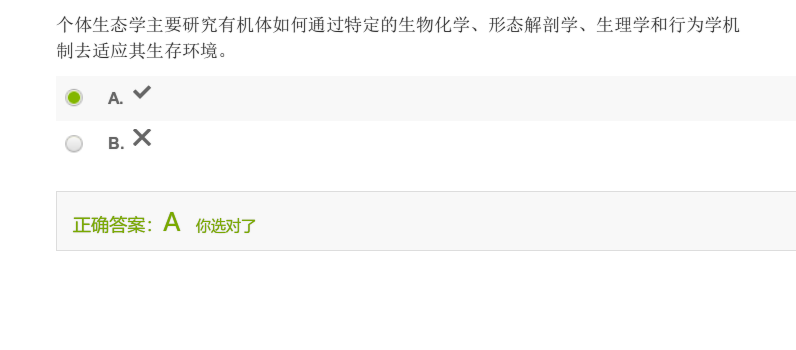 个体生态学主要研究有机体如何通过特定的生物化学、形态解剖学、生理学和行为学机
制去适应其生存环境。
A. ✔
B. ✖
正确答案：A 你选对了